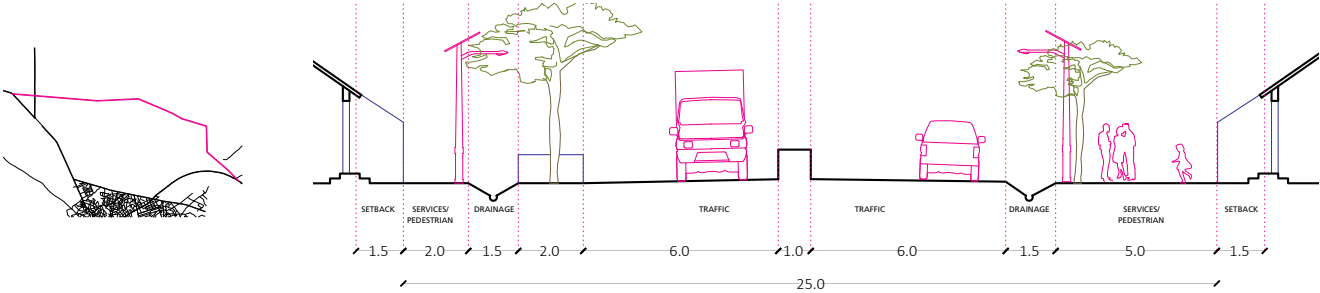 SETBACK
SERVICES/
PEDESTRIAN
DRAINAGE
TRAFFIC
TRAFFIC
DRAINAGE
SERVICES/
PEDESTRIAN
SETBACK
1.5 2.0 1.5 2.0 6.0 1.0 6.0 1.5 5.0 1.5
25.0